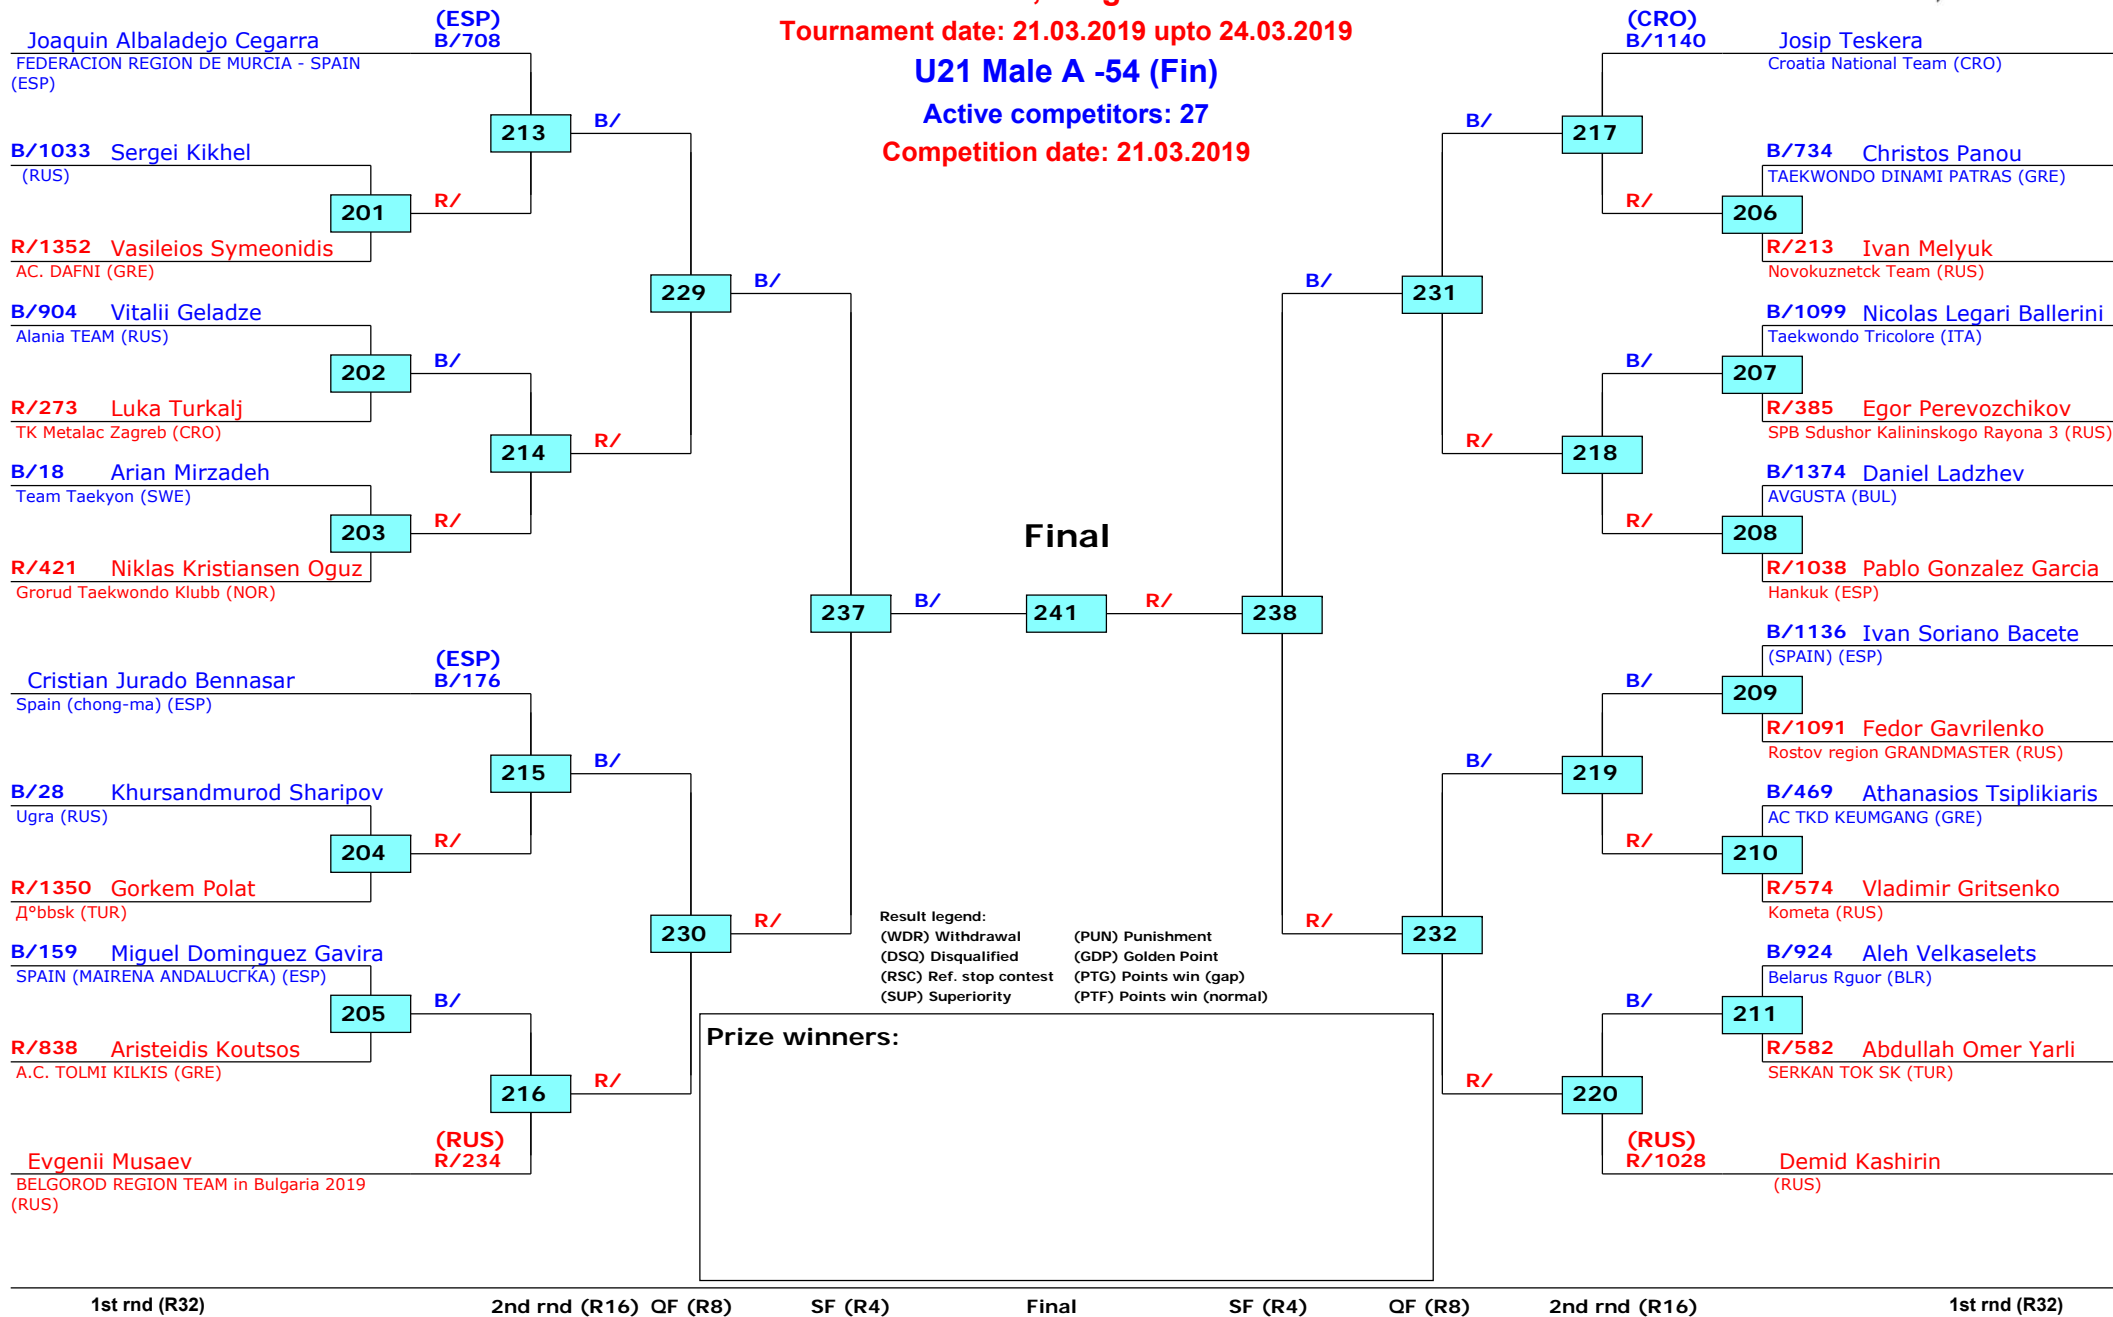 Tournament date: 21.03.2019 upto 24.03.2019
U21 Male A -54 (Fin)
Active competitors: 27
Competition date: 21.03.2019
(ESP)
Joaquin Albaladejo Cegarra B/708
FEDERACION REGION DE MURCIA - SPAIN
(ESP)
213 B/
B/1033 Sergei Kikhel
(RUS)
201 R/
R/1352 Vasileios Symeonidis
AC. DAFNI (GRE)
229 B/
B/904 Vitalii Geladze
Alania TEAM (RUS)
202 B/
R/273 Luka Turkalj
TK Metalac Zagreb (CRO)
214 R/
B/18 Arian Mirzadeh
Team Taekyon (SWE)
203 R/
R/421 Niklas Kristiansen Oguz
Grorud Taekwondo Klubb (NOR)
237 B/
(ESP)
Cristian Jurado Bennasar B/176
Spain (chong-ma) (ESP)
215 B/
B/28 Khursandmurod Sharipov
Ugra (RUS)
204 R/
R/1350 Gorkem Polat
Д°bbsk (TUR)
230 R/
B/159 Miguel Dominguez Gavira
SPAIN (MAIRENA ANDALUCГKA) (ESP)
205 B/
R/838 Aristeidis Koutsos
A.C. TOLMI KILKIS (GRE)
216 R/
(RUS)
Evgenii Musaev R/234
BELGOROD REGION TEAM in Bulgaria 2019
(RUS)
Final
241
(CRO)
B/1140 Josip Teskera
Croatia National Team (CRO)
B/ 217
B/734 Christos Panou
TAEKWONDO DINAMI PATRAS (GRE)
R/ 206
R/213 Ivan Melyuk
Novokuznetck Team (RUS)
B/ 231
B/1099 Nicolas Legari Ballerini
Taekwondo Tricolore (ITA)
B/ 207
R/385 Egor Perevozchikov
SPB Sdushor Kalininskogo Rayona 3 (RUS)
R/ 218
B/1374 Daniel Ladzhev
AVGUSTA (BUL)
R/ 208
R/1038 Pablo Gonzalez Garcia
Hankuk (ESP)
R/ 238
B/1136 Ivan Soriano Bacete
(SPAIN) (ESP)
B/ 209
R/1091 Fedor Gavrilenko
Rostov region GRANDMASTER (RUS)
B/ 219
B/469 Athanasios Tsiplikiaris
AC TKD KEUMGANG (GRE)
R/ 210
R/574 Vladimir Gritsenko
Kometa (RUS)
R/ 232
B/924 Aleh Velkaselets
Belarus Rguor (BLR)
B/ 211
R/582 Abdullah Omer Yarli
SERKAN TOK SK (TUR)
R/ 220
(RUS)
R/1028 Demid Kashirin
(RUS)
Result legend:
(WDR) Withdrawal (PUN) Punishment
(DSQ) Disqualified (GDP) Golden Point
(RSC) Ref. stop contest (PTG) Points win (gap)
(SUP) Superiority (PTF) Points win (normal)
Prize winners:
1st rnd (R32) 2nd rnd (R16) QF (R8) SF (R4) Final SF (R4) QF (R8) 2nd rnd (R16) 1st rnd (R32)